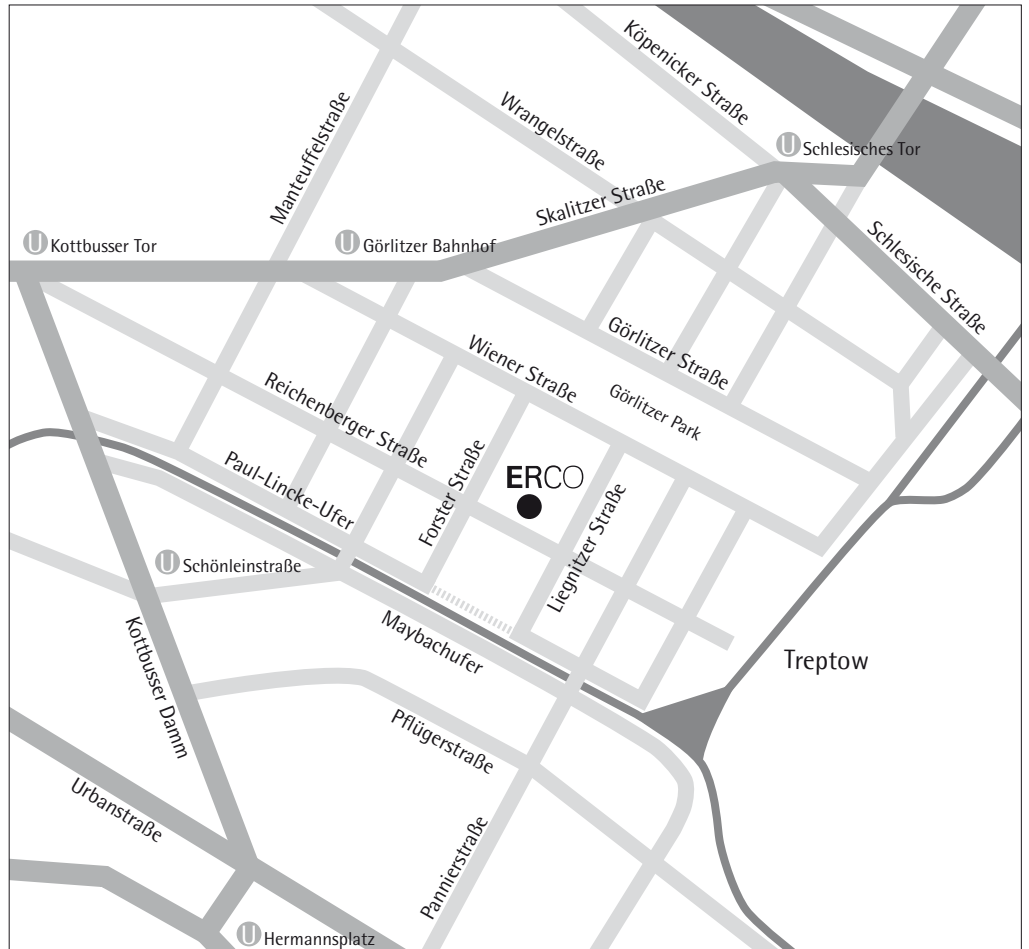 Köpenicker Straße
Wrangelstraße
Manteuffelstraße
U Schlesisches Tor
Skalitzer Straße
U Kottbusser Tor
U Görlitzer Bahnhof
Schlesische Straße
Görlitzer Straße
Wiener Straße
Görlitzer Park
Reichenberger Straße
Forster Straße
ERCO
Paul-Lincke-Ufer
Liegnitzer Straße
U Schönleinstraße
Maybachufer
Kottbusser Damm
Treptow
Pflügerstraße
Urbanstraße
Pannierstraße
U Hermannsplatz